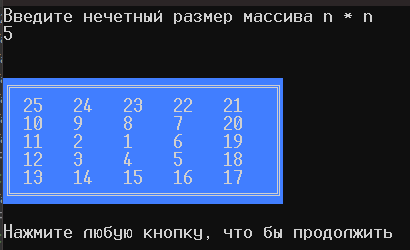 Введите нечетный размер массива n * n
5
25 24 23 22 21
10 9 8 7 20
11 2 1 6 19
12 3 4 5 18
13 14 15 16 17
Нажмите любую кнопку, что бы продолжить